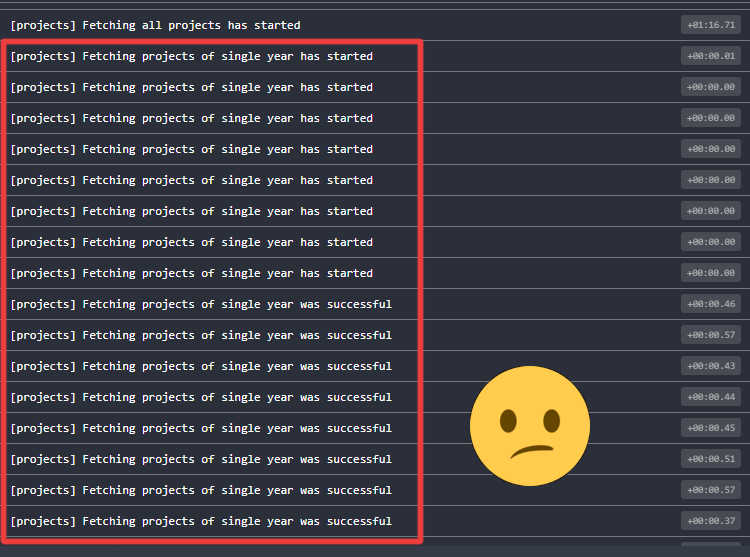 [projects] Fetching all projects has started +01:16.71
[projects] Fetching projects of single year has started +00:00.01
[projects] Fetching projects of single year has started +00:00.00
[projects] Fetching projects of single year has started +00:00.00
[projects] Fetching projects of single year has started +00:00.00
[projects] Fetching projects of single year has started +00:00.00
[projects] Fetching projects of single year has started +00:00.00
[projects] Fetching projects of single year has started +00:00.00
[projects] Fetching projects of single year has started +00:00.00
[projects] Fetching projects of single year was successful +00:00.46
[projects] Fetching projects of single year was successful +00:00.57
[projects] Fetching projects of single year was successful +00:00.43
[projects] Fetching projects of single year was successful +00:00.44
[projects] Fetching projects of single year was successful +00:00.45
[projects] Fetching projects of single year was successful +00:00.51
[projects] Fetching projects of single year was successful +00:00.57
[projects] Fetching projects of single year was successful +00:00.37